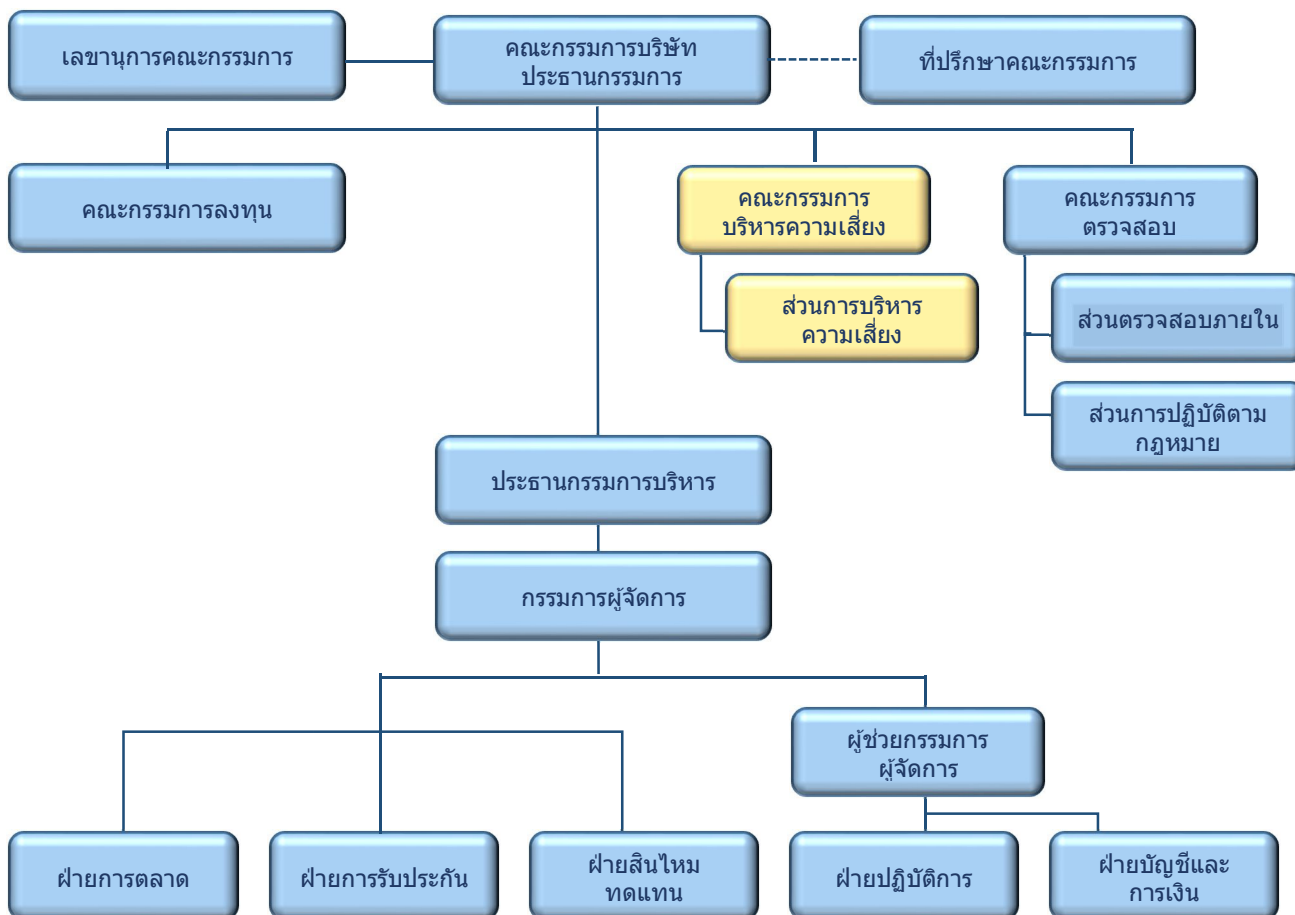 เลขานุการคณะกรรมการ
คณะกรรมการบริษัท
ประธานกรรมการ
ที่ปรึกษาคณะกรรมการ
คณะกรรมการลงทุน
คณะกรรมการ
บริหารความเสี่ยง
คณะกรรมการ
ตรวจสอบ
ส่วนการบริหาร
ความเสี่ยง
ส่วนตรวจสอบภายใน
ส่วนการปฏิบัติตาม
กฎหมาย
ประธานกรรมการบริหาร
กรรมการผู้จัดการ
ผู้ช่วยกรรมการ
ผู้จัดการ
ฝ่ายการตลาด
ฝ่ายการรับประกัน
ฝ่ายสินไหม
ทดแทน
ฝ่ายปฏิบัติการ
ฝ่ายบัญชีและ
การเงิน